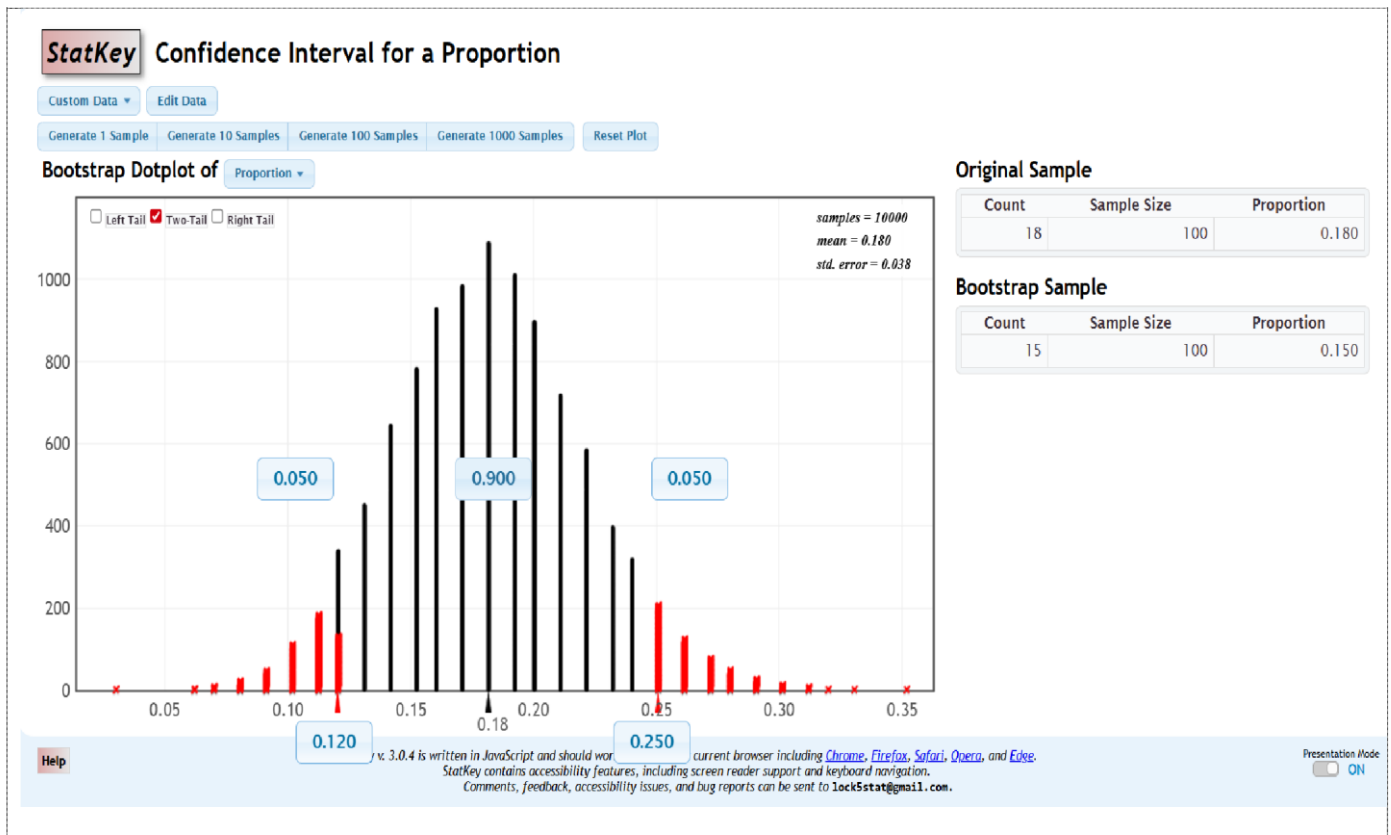 StatKey Confidence Interval for a Proportion
Custom Data Edit Data
Generate 1 Sample Generate 10 Samples Generate 100 Samples Generate 1000 Samples Reset Plot
Bootstrap Dotplot of Proportion
Left Tail Two-Tail Right Tail
samples = 10000
mean = 0.180
std. error = 0.038
1000
800
600
400
200
0
0.050 0.900 0.050
0.05 0.10 0.15 0.18 0.20 0.25 0.30 0.35
0.120 0.250
Original Sample
Count Sample Size Proportion
18 100 0.180
Bootstrap Sample
Count Sample Size Proportion
15 100 0.150
Help
v. 3.0.4 is written in JavaScript and should current browser including Chrome, Firefox, Safari, Opera, and Edge.
StatKey contains accessibility features, including screen reader support and keyboard navigation.
Comments, feedback, accessibility issues, and bug reports can be sent to lock5stat@gmail.com.
Presentation Mode
ON